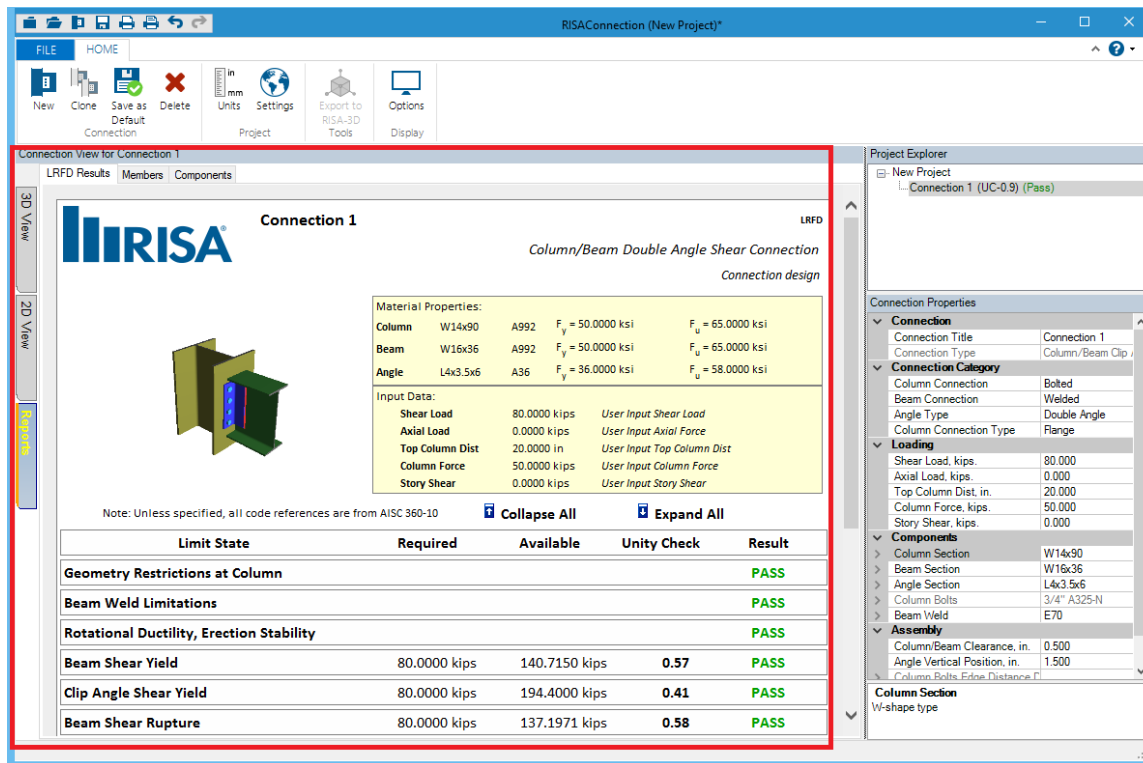 RISAConnection (New Project)*
FILE HOME
in
mm
New Clone Save as Default Delete Units Settings Export to RISA-3D Options
Connection Project Tools Display
Connection View for Connection 1
LRFD Results Members Components
3D View
2D View
Reports
RISA
Connection 1
LRFD
Column/Beam Double Angle Shear Connection
Connection design
Material Properties:
Column W14x90 A992 Fy = 50.0000 ksi Fu = 65.0000 ksi
Beam W16x36 A992 Fy = 50.0000 ksi Fu = 65.0000 ksi
Angle L4x3.5x6 A36 Fy = 36.0000 ksi Fu = 58.0000 ksi
Input Data:
Shear Load 80.0000 kips User Input Shear Load
Axial Load 0.0000 kips User Input Axial Force
Top Column Dist 20.0000 in User Input Top Column Dist
Column Force 50.0000 kips User Input Column Force
Story Shear 0.0000 kips User Input Story Shear
Note: Unless specified, all code references are from AISC 360-10 Collapse All Expand All
Limit State Required Available Unity Check Result
Geometry Restrictions at Column PASS
Beam Weld Limitations PASS
Rotational Ductility, Erection Stability PASS
Beam Shear Yield 80.0000 kips 140.7150 kips 0.57 PASS
Clip Angle Shear Yield 80.0000 kips 194.4000 kips 0.41 PASS
Beam Shear Rupture 80.0000 kips 137.1971 kips 0.58 PASS
Project Explorer
New Project
Connection 1 (UC-0.9) (Pass)
Connection Properties
Connection
Connection Title Connection 1
Connection Type Column/Beam Clip
Connection Category
Column Connection Bolted
Beam Connection Welded
Angle Type Double Angle
Column Connection Type Flange
Loading
Shear Load, kips. 80.000
Axial Load, kips. 0.000
Top Column Dist, in. 20.000
Column Force, kips. 50.000
Story Shear, kips. 0.000
Components
Column Section W14x90
Beam Section W16x36
Angle Section L4x3.5x6
Column Bolts 3/4" A325-N
Beam Weld E70
Assembly
Column/Beam Clearance, in. 0.500
Angle Vertical Position, in. 1.500
Column Bolts Edge Distance
Column Section
W-shape type